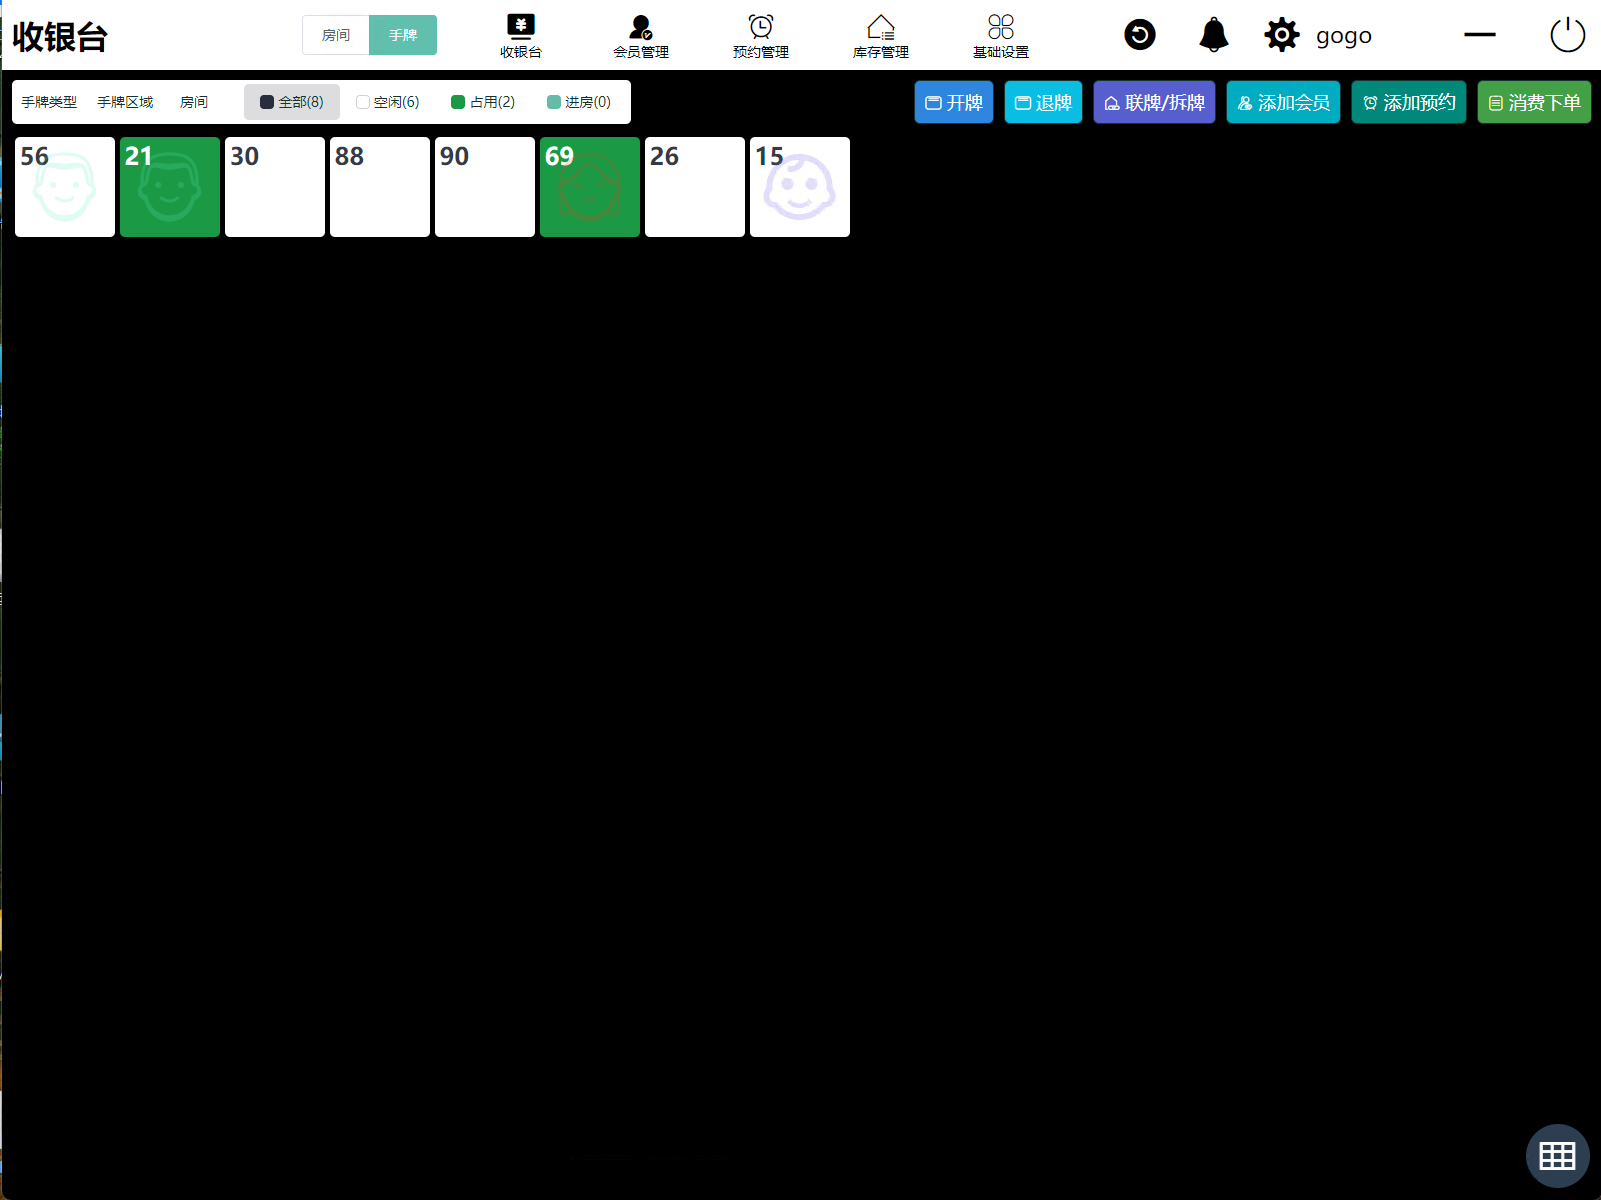 收银台
房间 手牌
收银台 会员管理 预约管理 库存管理 基础设置
gogo
手牌类型 手牌区域 房间 全部(8) 空闲(6) 占用(2) 进房(0)
开牌 退牌 联牌/拆牌 添加会员 添加预约 消费下单
56 21 30 88 90 69 26 15